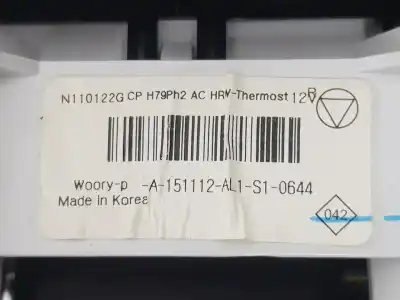 N110122G CP H79Ph2 AC HRV-Thermost 12V
R
Woory-p -A-151112-AL1-S1-0644
Made in Korea
042